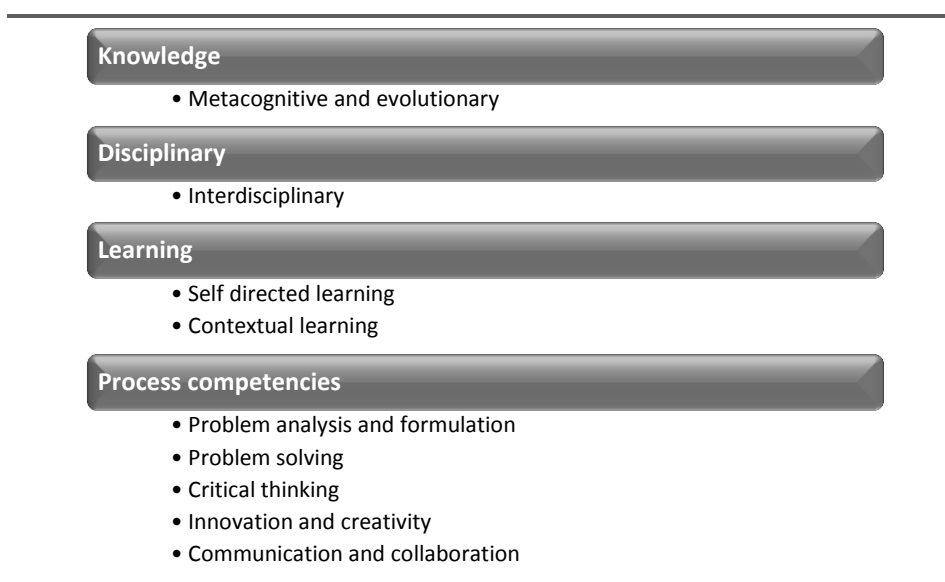 Knowledge
• Metacognitive and evolutionary
Disciplinary
• Interdisciplinary
Learning
• Self directed learning
• Contextual learning
Process competencies
• Problem analysis and formulation
• Problem solving
• Critical thinking
• Innovation and creativity
• Communication and collaboration